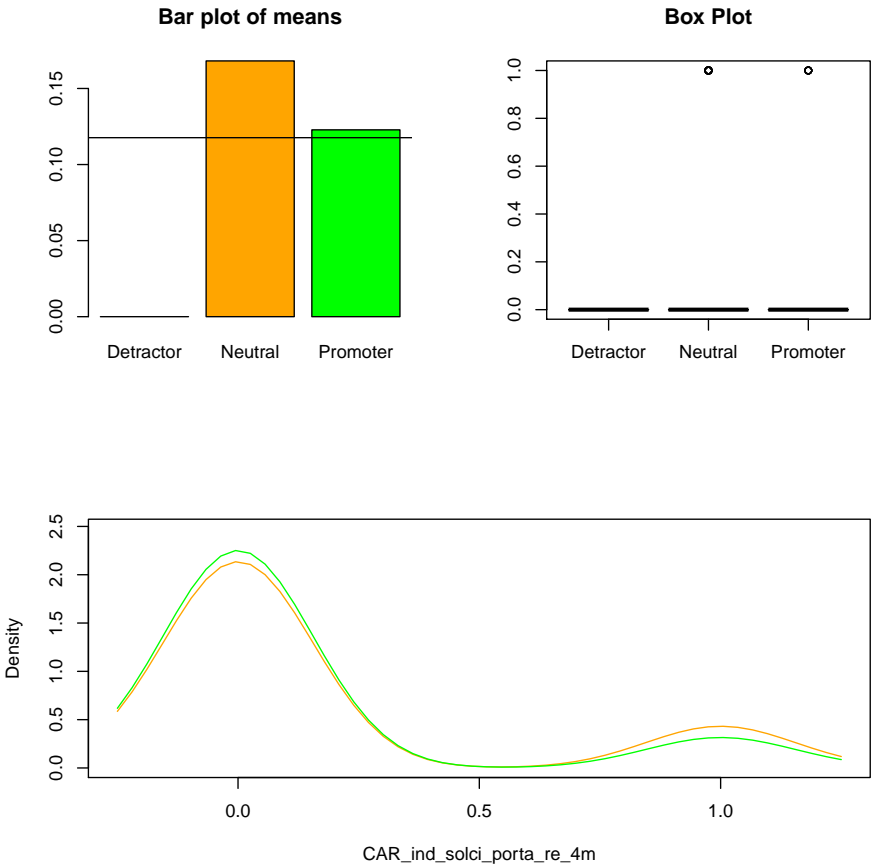 Bar plot of means
0.15
0.10
0.05
0.00
Detractor Neutral Promoter
Box Plot
1.0
0.8
0.6
0.4
0.2
0.0
Detractor Neutral Promoter
2.5
2.0
1.5
1.0
0.5
0.0
Density
0.0 0.5 1.0
CAR_ind_solci_porta_re_4m